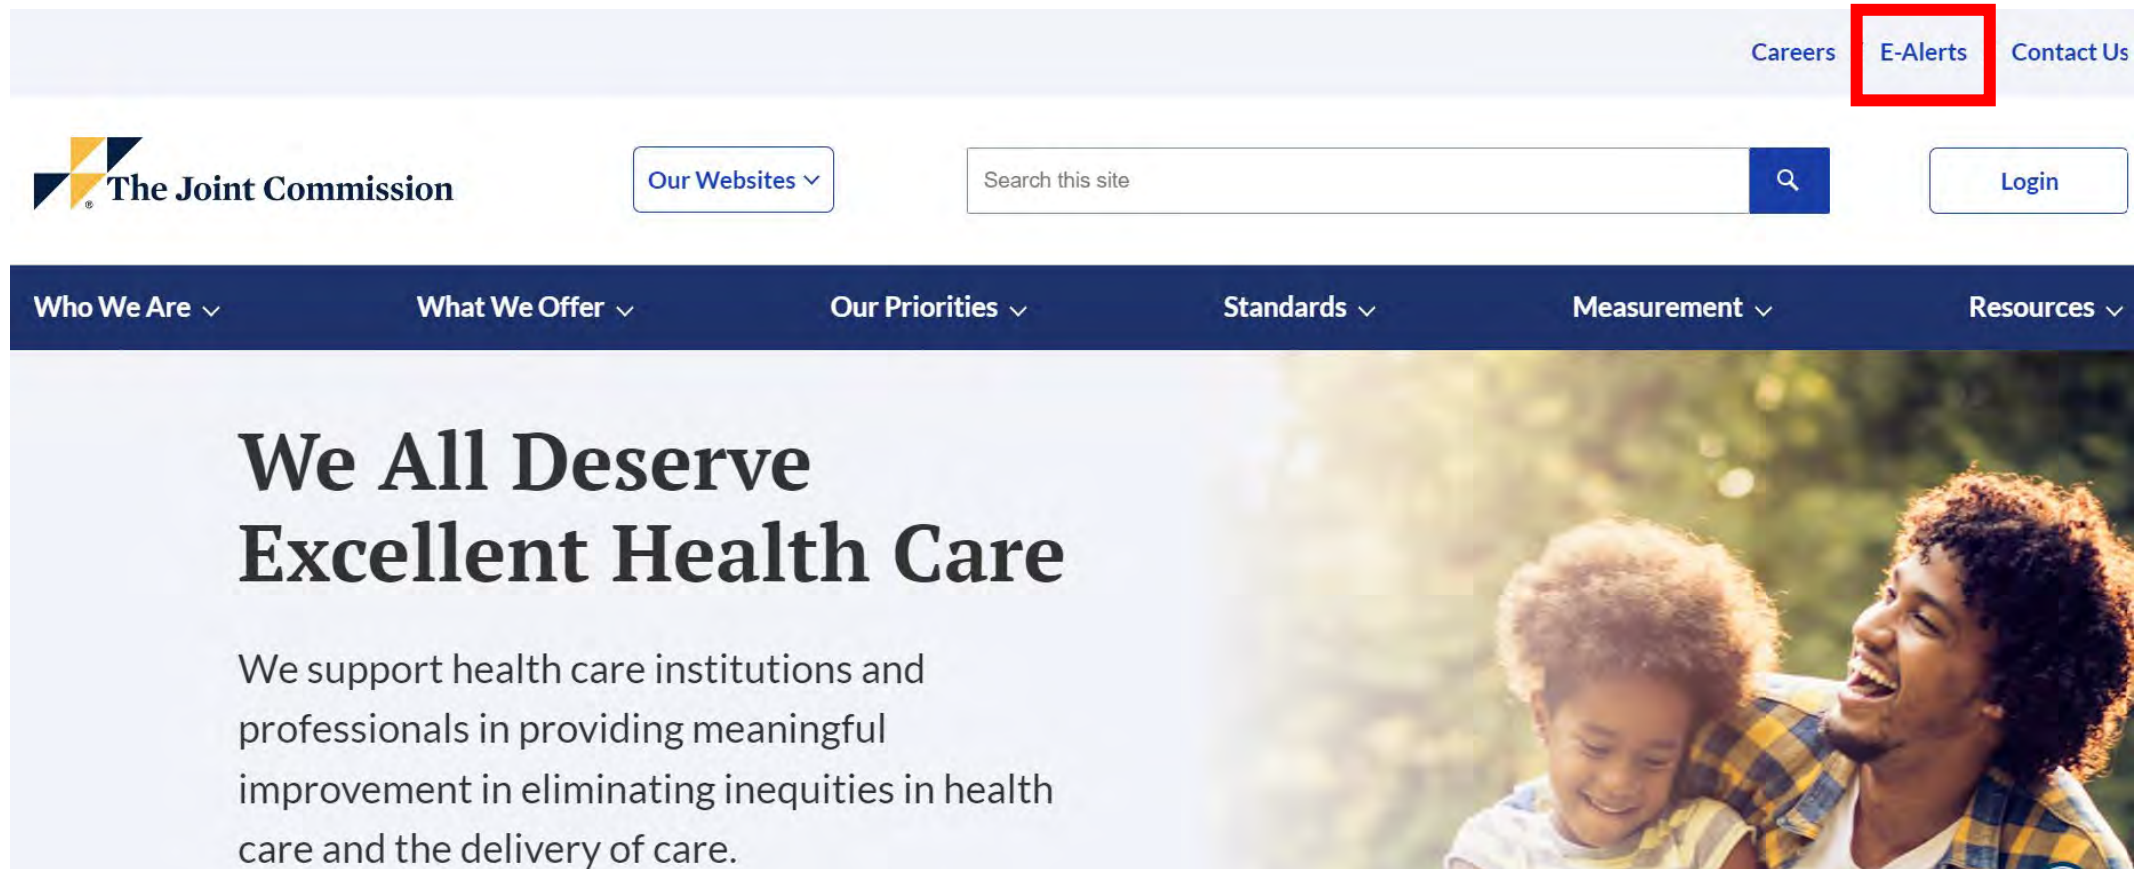 Careers E-Alerts Contact Us
The Joint Commission
®
Our Websites
Search this site
Login
Who We Are What We Offer Our Priorities Standards Measurement Resources
We All Deserve
Excellent Health Care
We support health care institutions and
professionals in providing meaningful
improvement in eliminating inequities in health
care and the delivery of care.